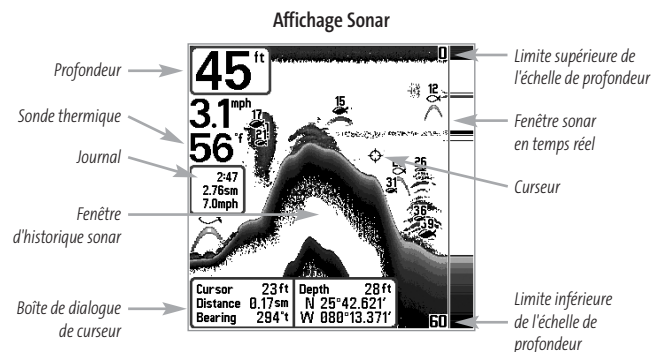 Affichage Sonar
Profondeur
Sonde thermique
Journal
Fenêtre
d'historique sonar
Boîte de dialogue
de curseur
45 ft
3.1 mph
56 °f
2:47
2.76sm
7.0mph
17
21
15
12
26
31
36
39
0
60
Cursor 23ft
Distance 0.17sm
Bearing 294°t
Depth 28ft
N 25°42.621'
W 080°13.371'
Limite supérieure de
l'échelle de profondeur
Fenêtre sonar
en temps réel
Curseur
Limite inférieure
de l'échelle de
profondeur